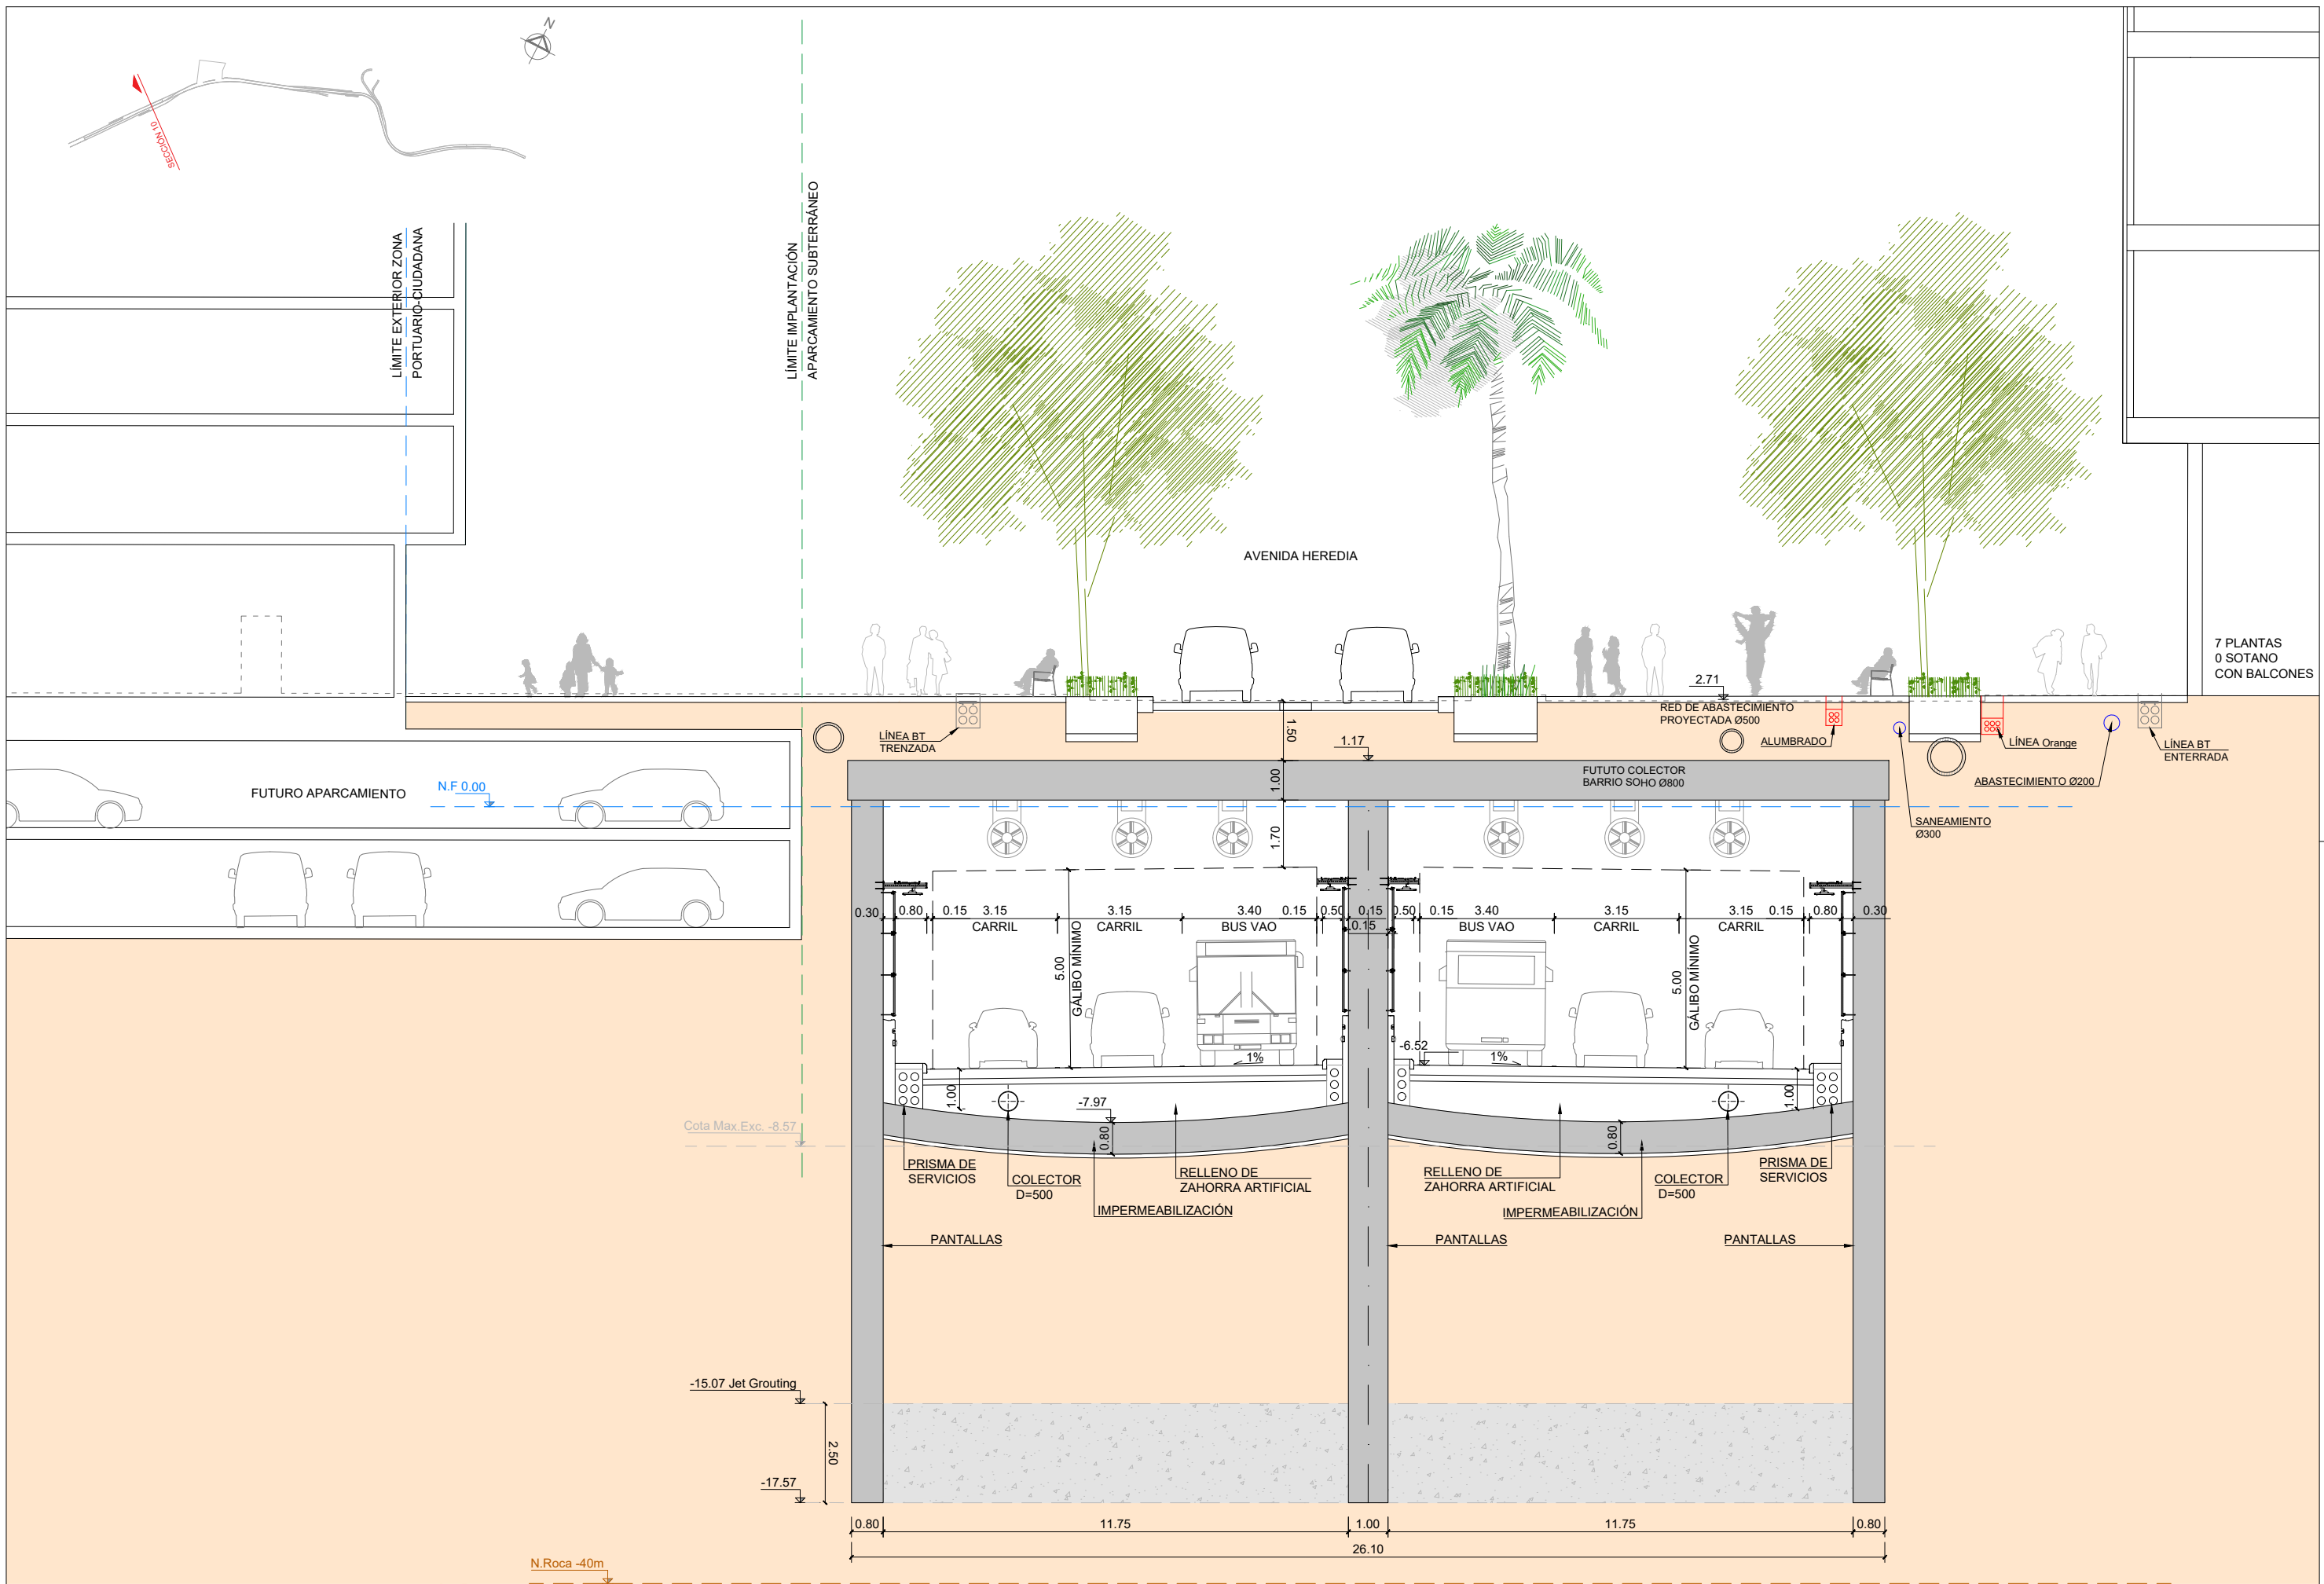 N
SECCIÓN 10
LÍMITE EXTERIOR ZONA
PORTUARIO-CIUDADANA
LÍMITE IMPLANTACIÓN
APARCAMIENTO SUBTERRÁNEO
AVENIDA HEREDIA
7 PLANTAS
0 SOTANO
CON BALCONES
2.71
RED DE ABASTECIMIENTO
PROYECTADA Ø500
LÍNEA BT
TRENZADA
1.50
1.17
ALUMBRADO
LÍNEA Orange
LÍNEA BT
ENTERRADA
ABASTECIMIENTO Ø200
SANEAMIENTO
Ø300
FUTUTO COLECTOR
BARRIO SOHO Ø800
1.00
FUTURO APARCAMIENTO
N.F 0.00
1.70
0.30
0.80
0.15
3.15
3.15
3.40
0.15
0.50
0.15
0.50
0.15
3.40
3.15
3.15
0.15
0.80
0.30
CARRIL
CARRIL
BUS VAO
0.15
BUS VAO
CARRIL
CARRIL
5.00
GÁLIBO MÍNIMO
5.00
GÁLIBO MÍNIMO
-6.52
1%
1%
1.00
1.00
-7.97
0.80
0.80
Cota Max.Exc. -8.57
PRISMA DE
SERVICIOS
COLECTOR
D=500
RELLENO DE
ZAHORRA ARTIFICIAL
IMPERMEABILIZACIÓN
RELLENO DE
ZAHORRA ARTIFICIAL
COLECTOR
D=500
PRISMA DE
SERVICIOS
IMPERMEABILIZACIÓN
PANTALLAS
PANTALLAS
PANTALLAS
-15.07 Jet Grouting
2.50
-17.57
0.80
11.75
1.00
11.75
0.80
26.10
N.Roca -40m